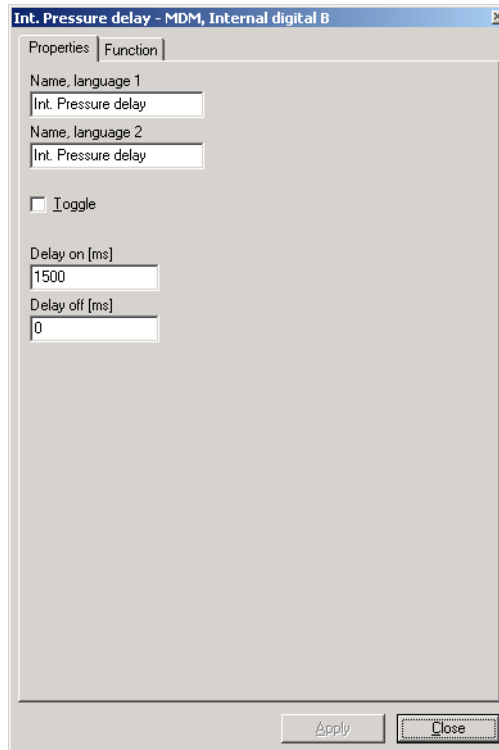 Int. Pressure delay - MDM, Internal digital B
Properties
Function
Name, language 1
Int. Pressure delay
Name, language 2
Int. Pressure delay
Toggle
Delay on [ms]
1500
Delay off [ms]
0
Apply
Close